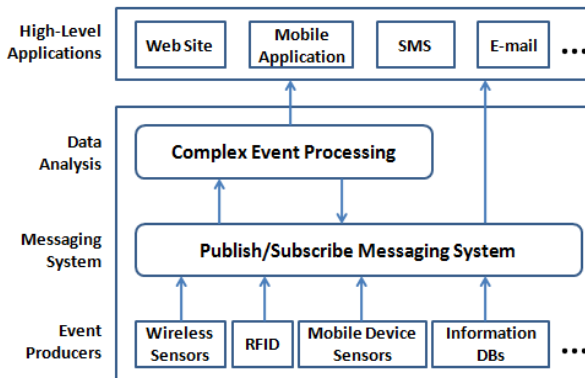 High-Level
Applications
Web Site
Mobile
Application
SMS
E-mail
...
Data
Analysis
Complex Event Processing
Messaging
System
Publish/Subscribe Messaging System
Event
Producers
Wireless
Sensors
RFID
Mobile Device
Sensors
Information
DBs
...